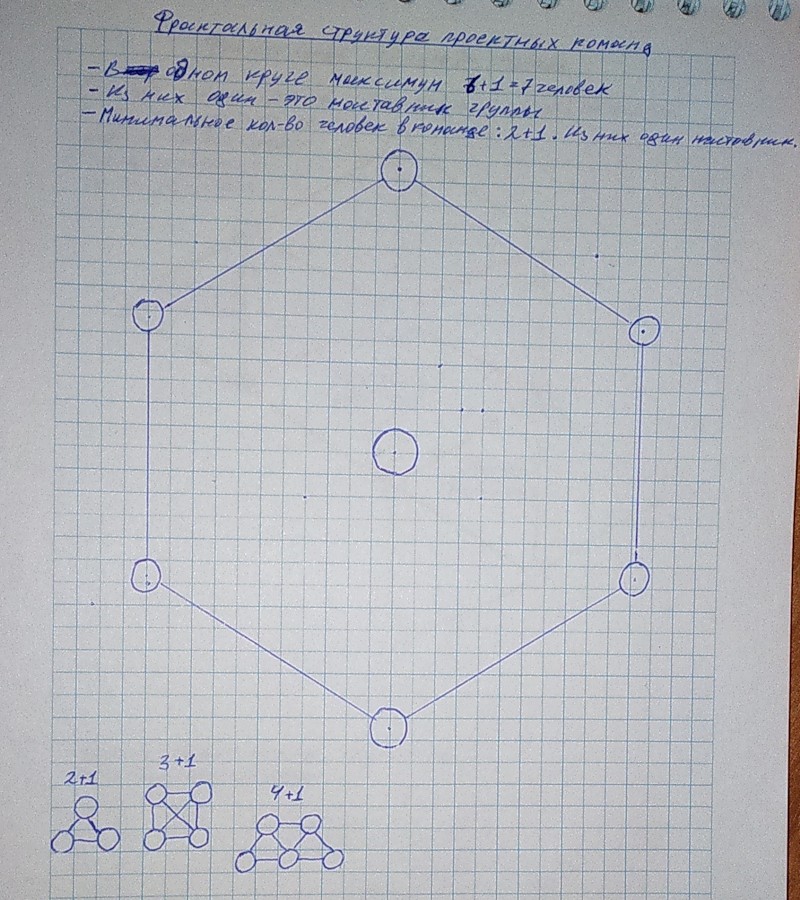 Фрактальная структура проектных команд
- В одном круге максимум 6+1=7 человек
- Из них один - это наставник группы
- Минимальное кол-во человек в команде: 2+1. Из них один наставник.
2+1
3+1
4+1